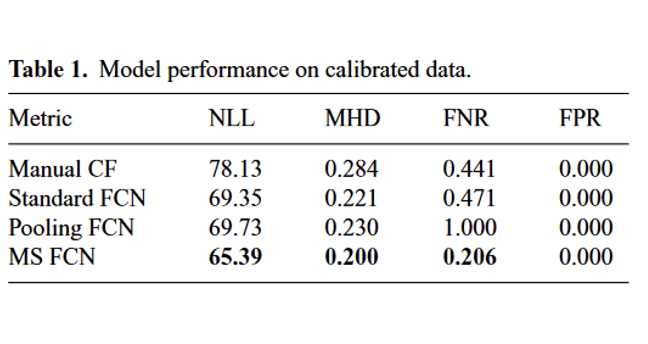 Table 1. Model performance on calibrated data.
Metric NLL MHD FNR FPR
Manual CF 78.13 0.284 0.441 0.000
Standard FCN 69.35 0.221 0.471 0.000
Pooling FCN 69.73 0.230 1.000 0.000
MS FCN 65.39 0.200 0.206 0.000